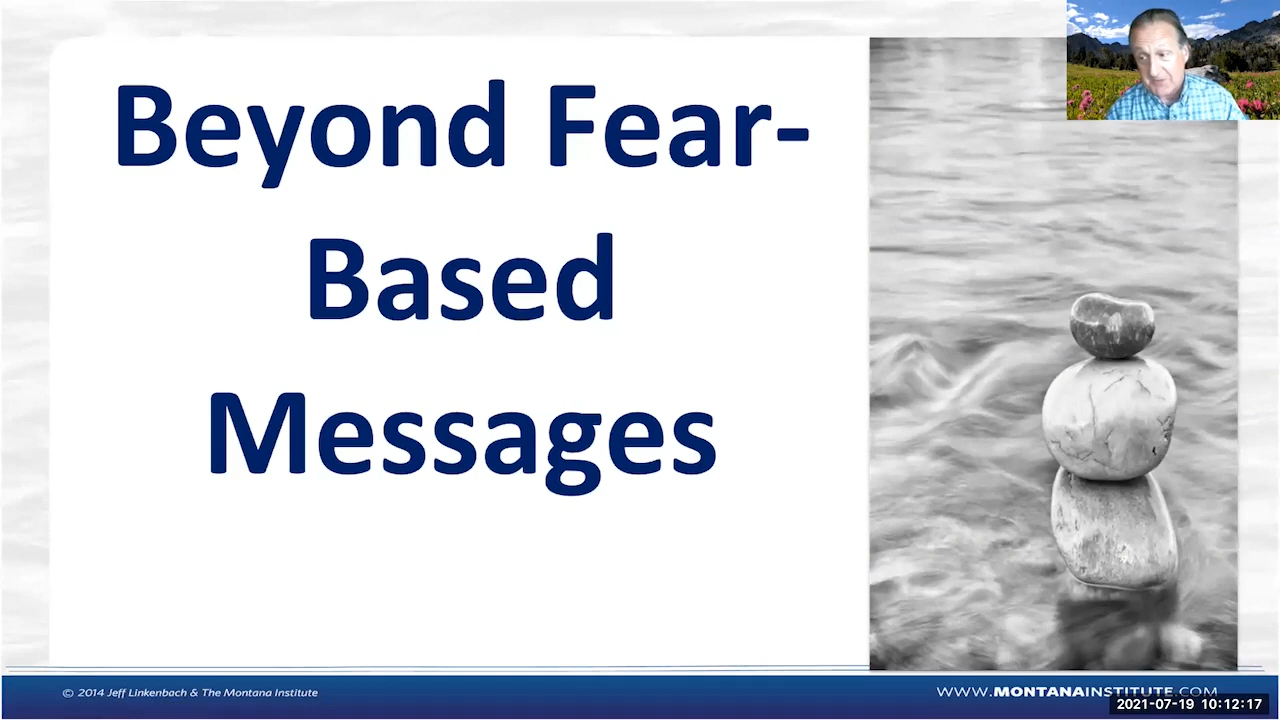 Beyond Fear-
Based
Messages
© 2014 Jeff Linkenbach & The Montana Institute
WWW.MONTANAINSTITUTE.COM
2021-07-19 10:12:17